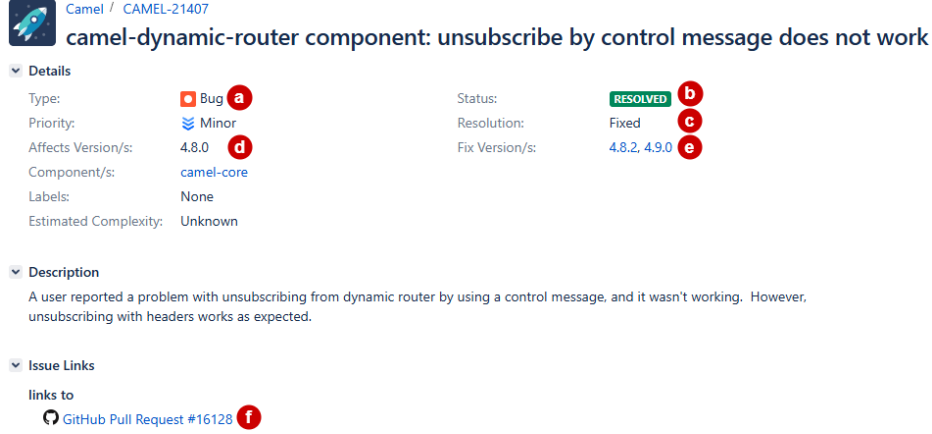 Camel / CAMEL-21407
camel-dynamic-router component: unsubscribe by control message does not work
Details
Type: Bug a Status: RESOLVED b
Priority: Minor Resolution: Fixed c
Affects Version/s: 4.8.0 d Fix Version/s: 4.8.2, 4.9.0 e
Component/s: camel-core
Labels: None
Estimated Complexity: Unknown
Description
A user reported a problem with unsubscribing from dynamic router by using a control message, and it wasn't working. However,
unsubscribing with headers works as expected.
Issue Links
links to
GitHub Pull Request #16128 f